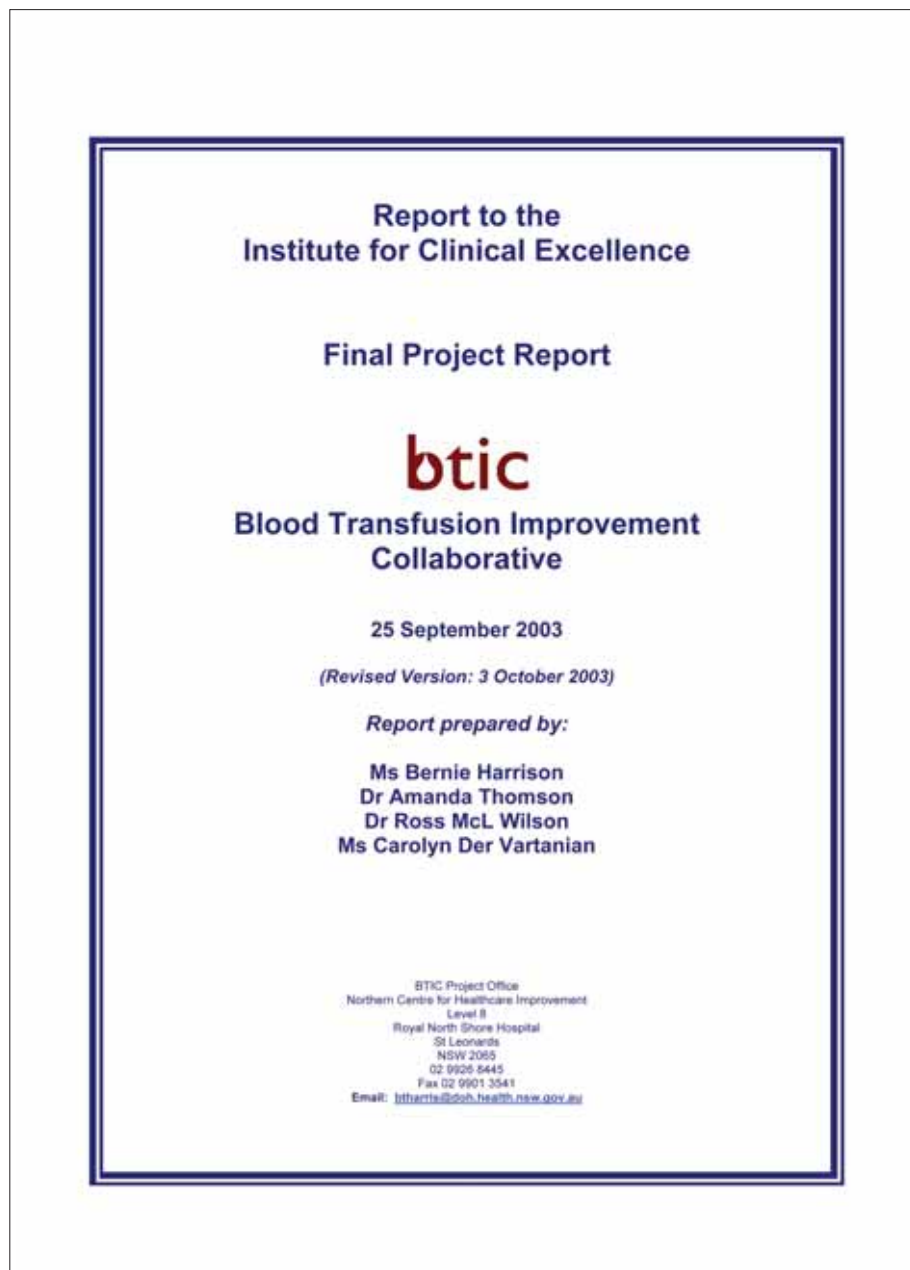 Report to the
Institute for Clinical Excellence
Final Project Report
btic
Blood Transfusion Improvement
Collaborative
25 September 2003
(Revised Version: 3 October 2003)
Report prepared by:
Ms Bernie Harrison
Dr Amanda Thomson
Dr Ross McL Wilson
Ms Carolyn Der Vartanian
BTIC Project Office
Northern Centre for Healthcare Improvement
Level 8
Royal North Shore Hospital
St Leonards
NSW 2065
02 9926 8445
Fax 02 9901 3541
Email: btharris@doh.health.nsw.gov.au